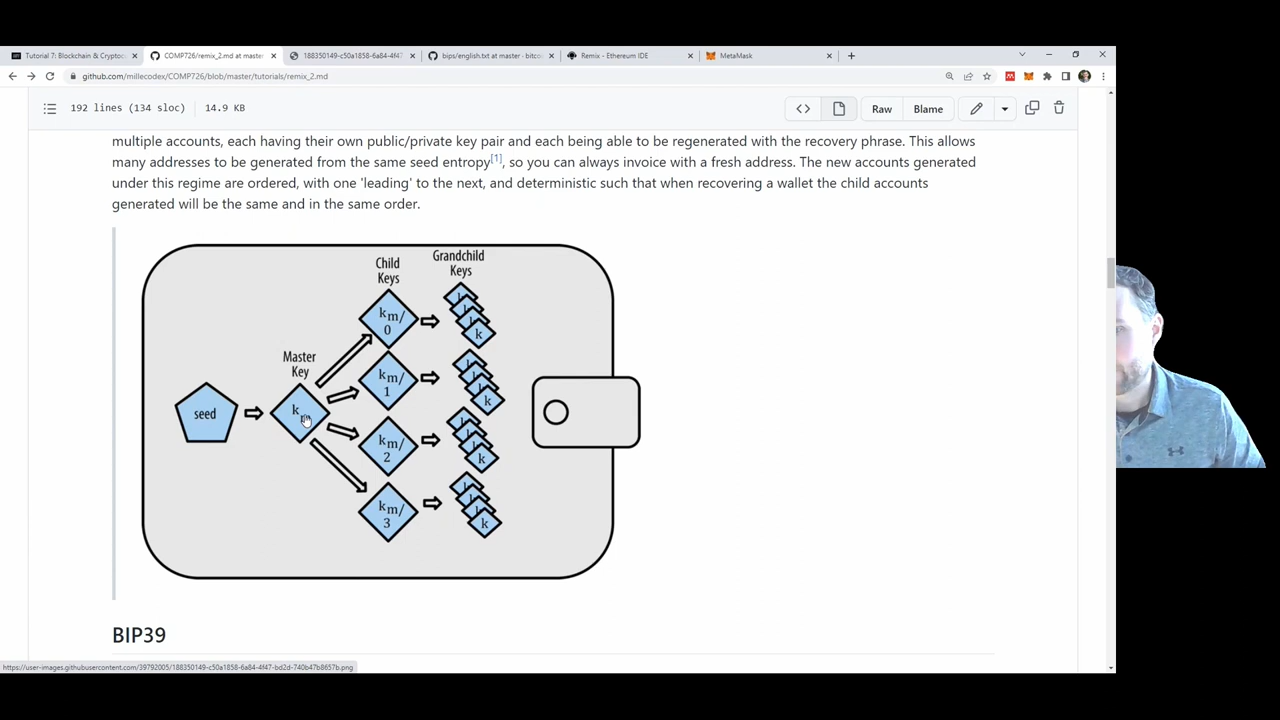 Tutorial 7: Blockchain & Cryptoc
COMP726/remix_2.md at master
188350149-c50a1858-6a84-4f47
bips/english.txt at master · bitcoi
Remix - Ethereum IDE
MetaMask
github.com/millecodex/COMP726/blob/master/tutorials/remix_2.md
192 lines (134 sloc) 14.9 KB
Raw
Blame
multiple accounts, each having their own public/private key pair and each being able to be regenerated with the recovery phrase. This allows
many addresses to be generated from the same seed entropy[1], so you can always invoice with a fresh address. The new accounts generated
under this regime are ordered, with one 'leading' to the next, and deterministic such that when recovering a wallet the child accounts
generated will be the same and in the same order.
Child
Keys
Grandchild
Keys
Master
Key
seed
k
k m/
0
k m/
1
k m/
2
k m/
3
k
k
k
k
BIP39
https://user-images.githubusercontent.com/39792005/188350149-c50a1858-6a84-4f47-bd2d-740b47b8657b.png